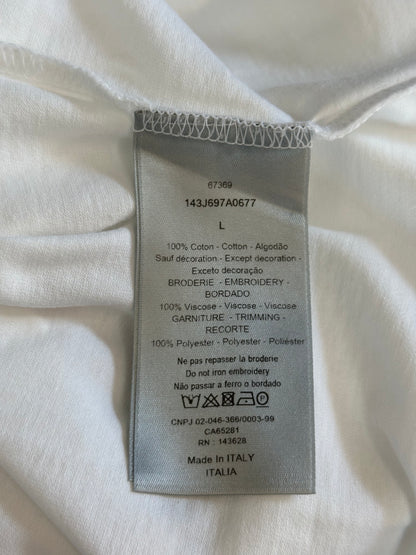 67369
143J697A0677
L
100% Coton - Cotton - Algodão
Sauf décoration - Except decoration -
Exceto decoração
BRODERIE - EMBROIDERY -
BORDADO
100% Viscose - Viscose - Viscose
GARNITURE - TRIMMING -
RECORTE
100% Polyester - Polyester - Poliéster
Ne pas repasser la broderie
Do not iron embroidery
Não passar a ferro o bordado
CNPJ 02-046-366/0003-99
CA65281
RN : 143628
Made In ITALY
ITALIA